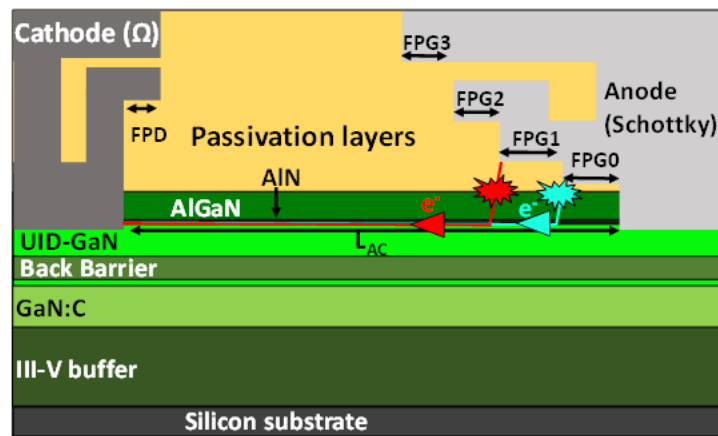 Cathode (Ω)
FPG3
FPG2
Anode
(Schottky)
FPD
Passivation layers
FPG1
FPG0
AlN
AlGaN
e-
e-
UID-GaN
LAC
Back Barrier
GaN:C
III-V buffer
Silicon substrate